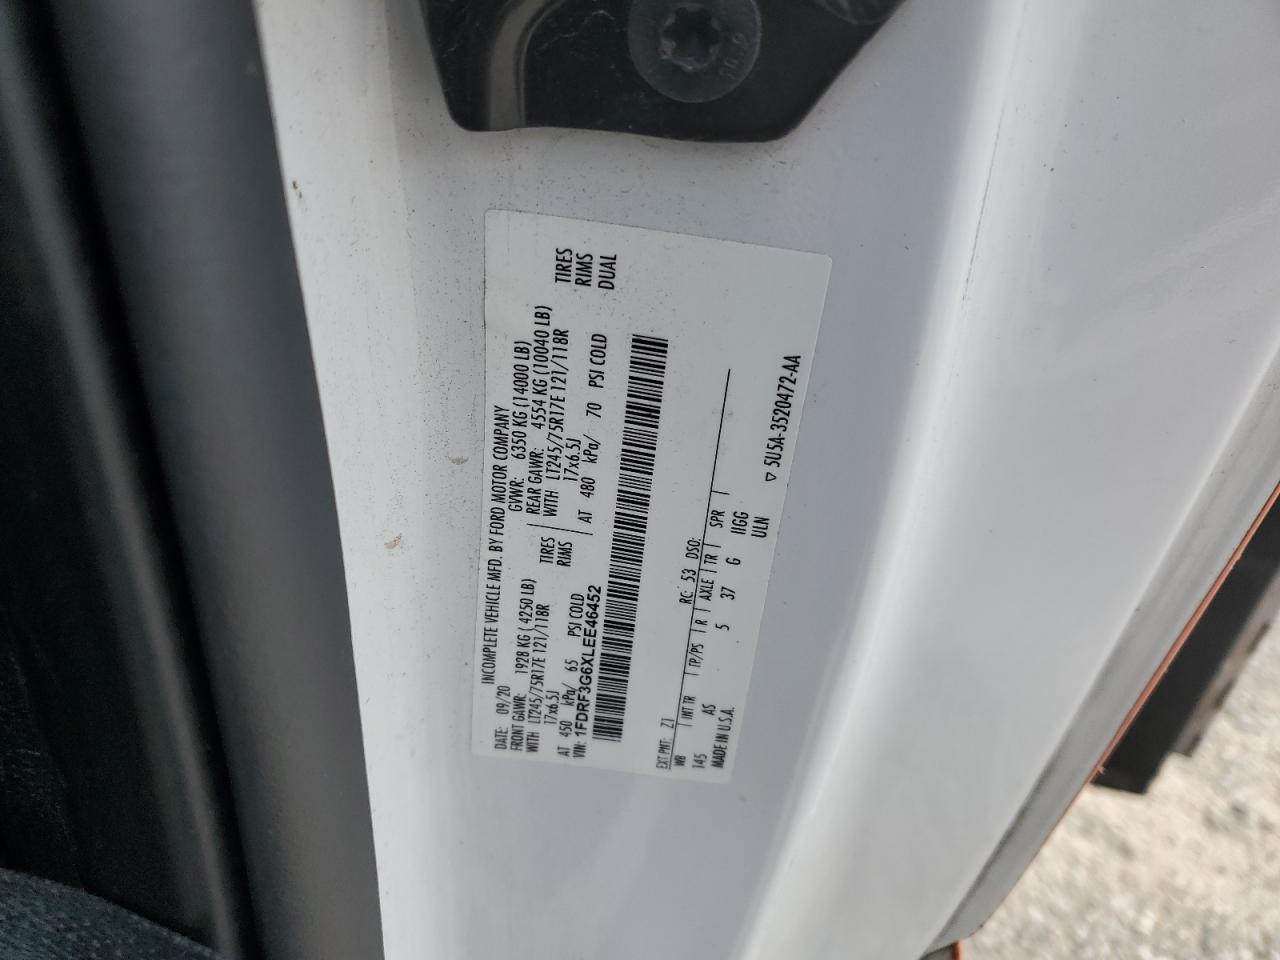 INCOMPLETE VEHICLE MFD. BY FORD MOTOR COMPANY
DATE: 09/20 GVWR: 6350 KG (14000 LB)
FRONT GAWR: 1928 KG (4250 LB) REAR GAWR: 4554 KG (10040 LB)
WITH LT245/75R17E 121/118R TIRES WITH LT245/75R17E 121/118R TIRES
17x6.5J RIMS 17x6.5J RIMS
AT 450 kPa/ 65 PSI COLD AT 480 kPa/ 70 PSI COLD DUAL
VIN: 1FDRF3G6XLEE46452
EXT PNT: Z1 RC: 53 DSO:
WB INT TR TP/PS R AXLE TR SPR
145 AS 5 37 G IIGG
MADE IN U.S.A. ULN
▽ 5U5A-3520472-AA